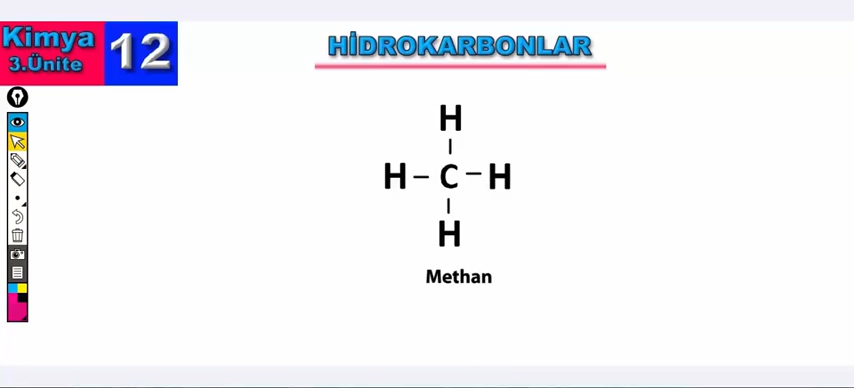 Kimya
3.Ünite
12
HİDROKARBONLAR
H
H – C – H
H
Methan